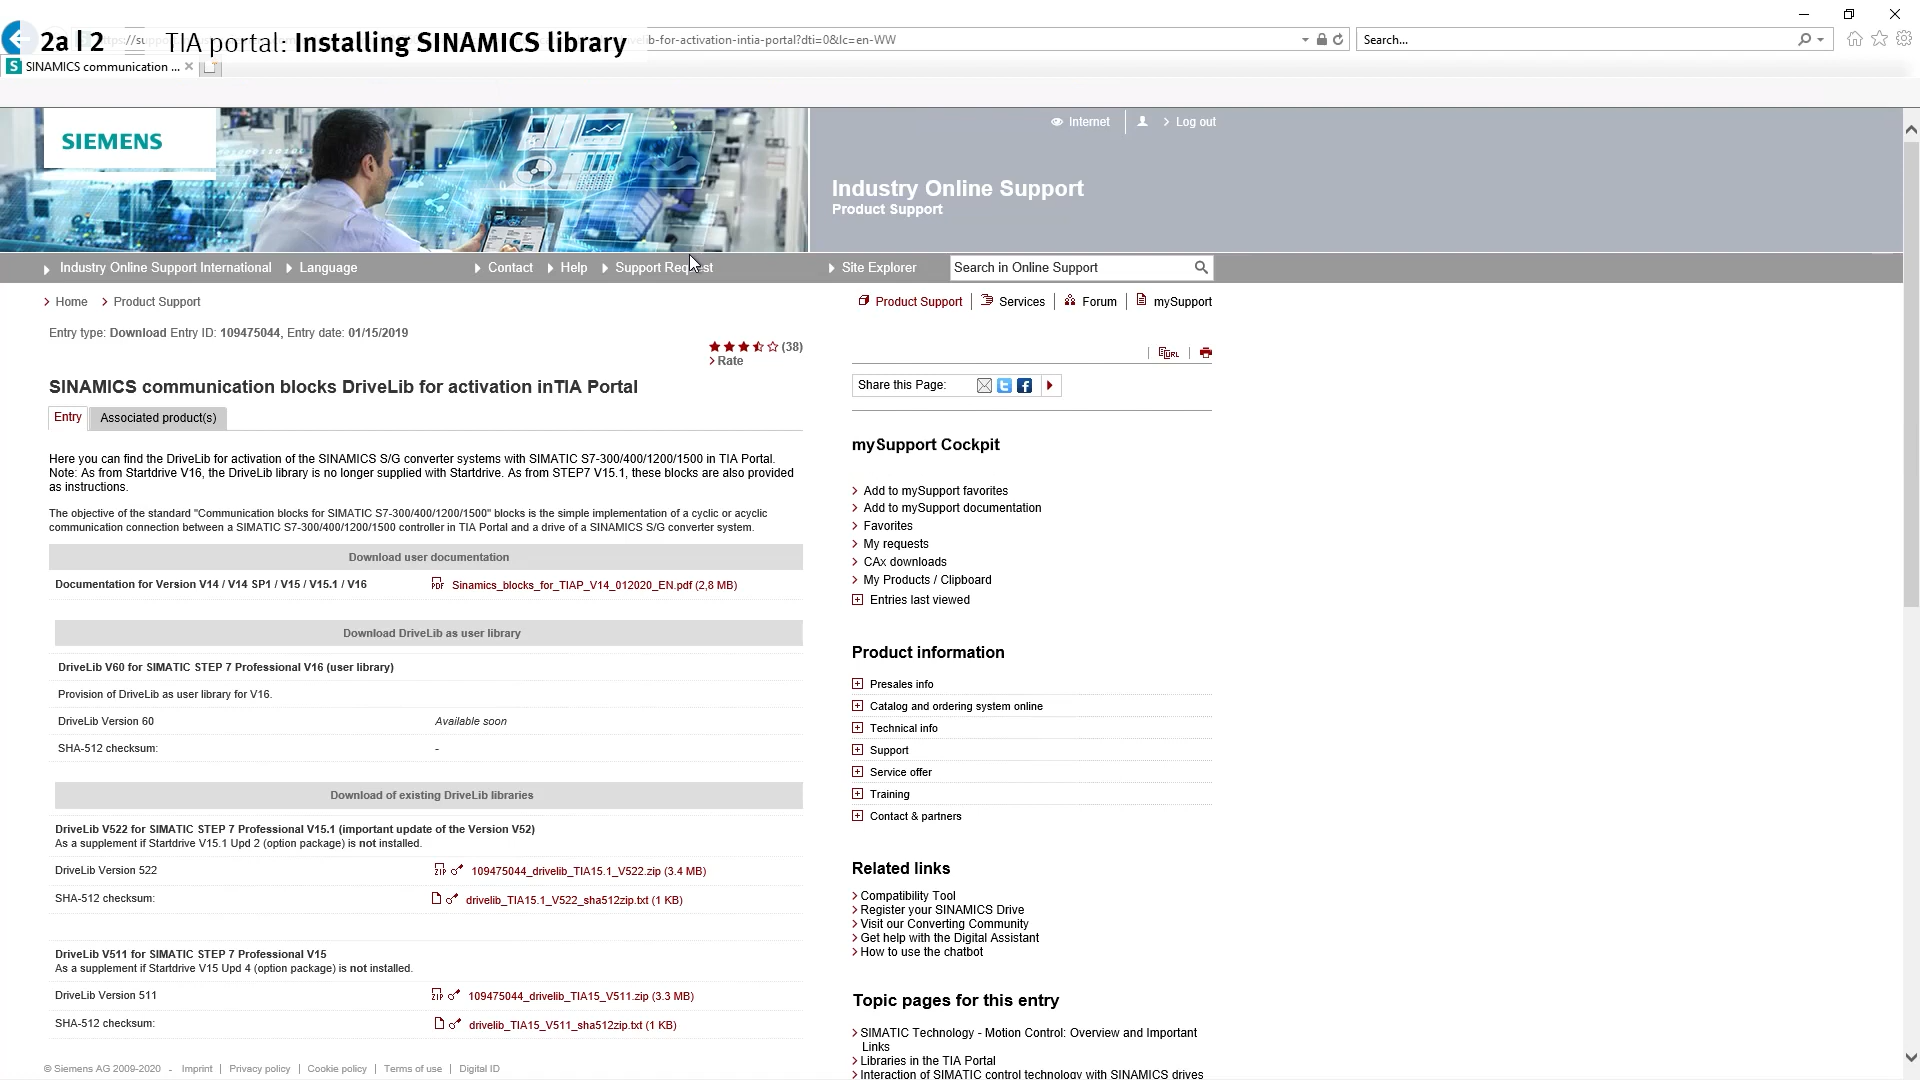 2a | 2 TIA portal: Installing SINAMICS library
ib-for-activation-intia-portal?dti=0&lc=en-WW
Search...
SINAMICS communication ...
SIEMENS
Internet
Log out
Industry Online Support
Product Support
Industry Online Support International
Language
Contact
Help
Support Request
Site Explorer
Search in Online Support
Home
Product Support
Product Support
Services
Forum
mySupport
Entry type: Download Entry ID: 109475044, Entry date: 01/15/2019
(38)
Rate
URL
SINAMICS communication blocks DriveLib for activation inTIA Portal
Share this Page:
Entry
Associated product(s)
Here you can find the DriveLib for activation of the SINAMICS S/G converter systems with SIMATIC S7-300/400/1200/1500 in TIA Portal.
Note: As from Startdrive V16, the DriveLib library is no longer supplied with Startdrive. As from STEP7 V15.1, these blocks are also provided
as instructions.
The objective of the standard "Communication blocks for SIMATIC S7-300/400/1200/1500" blocks is the simple implementation of a cyclic or acyclic
communication connection between a SIMATIC S7-300/400/1200/1500 controller in TIA Portal and a drive of a SINAMICS S/G converter system.
Download user documentation
Documentation for Version V14 / V14 SP1 / V15 / V15.1 / V16
PDF Sinamics_blocks_for_TIAP_V14_012020_EN.pdf (2,8 MB)
Download DriveLib as user library
DriveLib V60 for SIMATIC STEP 7 Professional V16 (user library)
Provision of DriveLib as user library for V16.
DriveLib Version 60
Available soon
SHA-512 checksum:
-
Download of existing DriveLib libraries
DriveLib V522 for SIMATIC STEP 7 Professional V15.1 (important update of the Version V52)
As a supplement if Startdrive V15.1 Upd 2 (option package) is not installed.
DriveLib Version 522
ZIP 109475044_drivelib_TIA15.1_V522.zip (3.4 MB)
SHA-512 checksum:
drivelib_TIA15.1_V522_sha512zip.txt (1 KB)
DriveLib V511 for SIMATIC STEP 7 Professional V15
As a supplement if Startdrive V15 Upd 4 (option package) is not installed.
DriveLib Version 511
ZIP 109475044_drivelib_TIA15_V511.zip (3.3 MB)
SHA-512 checksum:
drivelib_TIA15_V511_sha512zip.txt (1 KB)
mySupport Cockpit
Add to mySupport favorites
Add to mySupport documentation
Favorites
My requests
CAx downloads
My Products / Clipboard
Entries last viewed
Product information
Presales info
Catalog and ordering system online
Technical info
Support
Service offer
Training
Contact & partners
Related links
Compatibility Tool
Register your SINAMICS Drive
Visit our Converting Community
Get help with the Digital Assistant
How to use the chatbot
Topic pages for this entry
SIMATIC Technology - Motion Control: Overview and Important
Links
Libraries in the TIA Portal
Interaction of SIMATIC control technology with SINAMICS drives
© Siemens AG 2009-2020 - Imprint | Privacy policy | Cookie policy | Terms of use | Digital ID